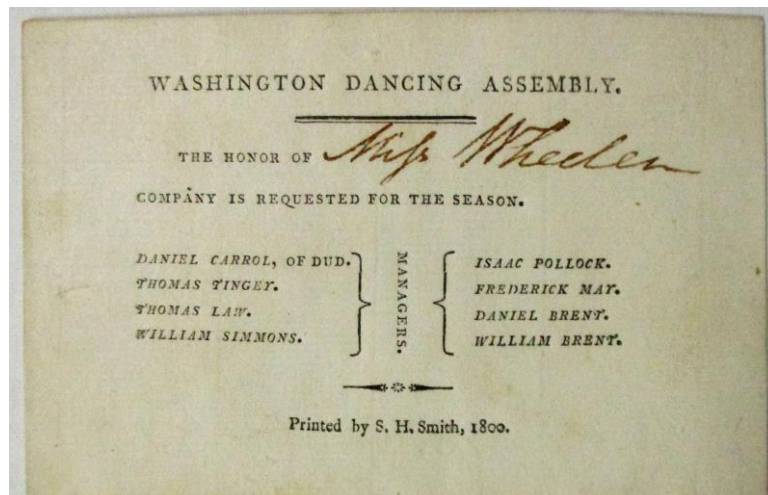 WASHINGTON DANCING ASSEMBLY.
THE HONOR OF Miss Wheelen
COMPANY IS REQUESTED FOR THE SEASON.
DANIEL CARROL, OF DUD.
THOMAS TINGEY.
THOMAS LAW.
WILLIAM SIMMONS.
MANAGERS.
ISAAC POLLOCK.
FREDERICK MAY.
DANIEL BRENT.
WILLIAM BRENT.
Printed by S. H. Smith, 1800.